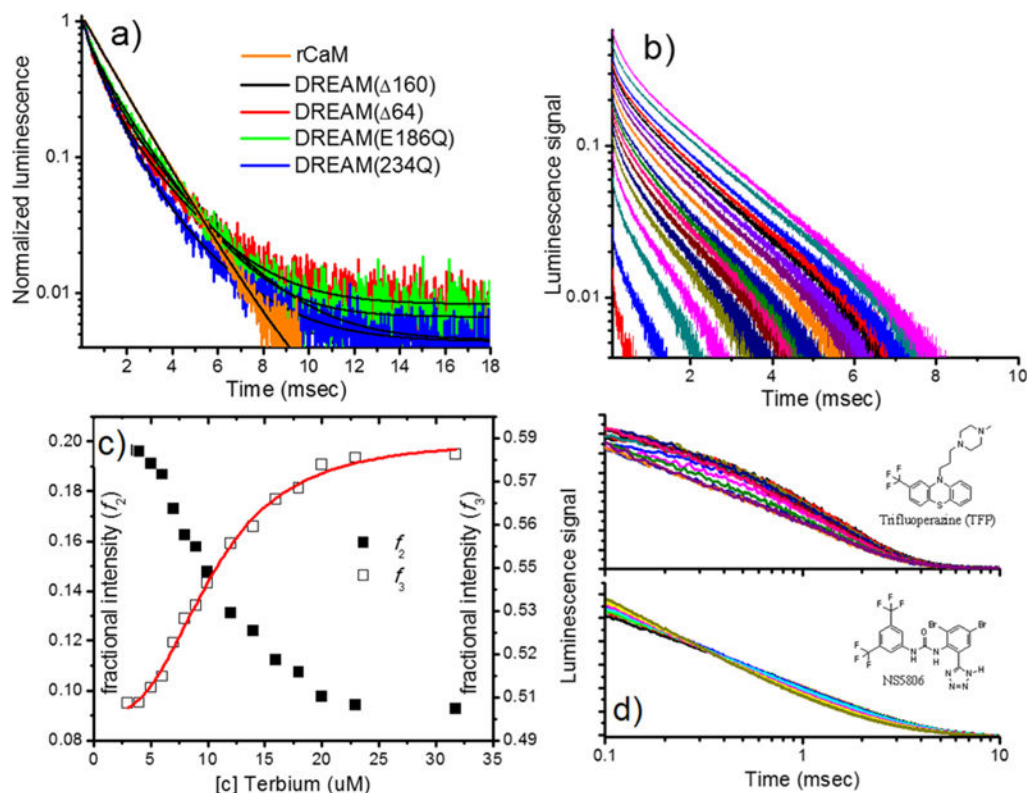 a)
rCaM
DREAM(Δ160)
DREAM(Δ64)
DREAM(E186Q)
DREAM(234Q)
Normalized luminescence
1
0.1
0.01
2 4 6 8 10 12 14 16 18
Time (msec)
b)
Luminescence signal
0.1
0.01
2 4 6 8 10
Time (msec)
c)
fractional intensity (f2)
0.20
0.18
0.16
0.14
0.12
0.10
0.08
f2
f3
fractional intensity (f3)
0.59
0.58
0.57
0.56
0.55
0.54
0.53
0.52
0.51
0.50
0.49
0 5 10 15 20 25 30 35
[c] Terbium (uM)
Luminescence signal
F
F
F
N
S
N
N
Trifluoperazine (TFP)
d)
F
F
F
F
F
F
N
H
O
N
H
Br
Br
N
N
N
N
H
NS5806
0.1 1 10
Time (msec)